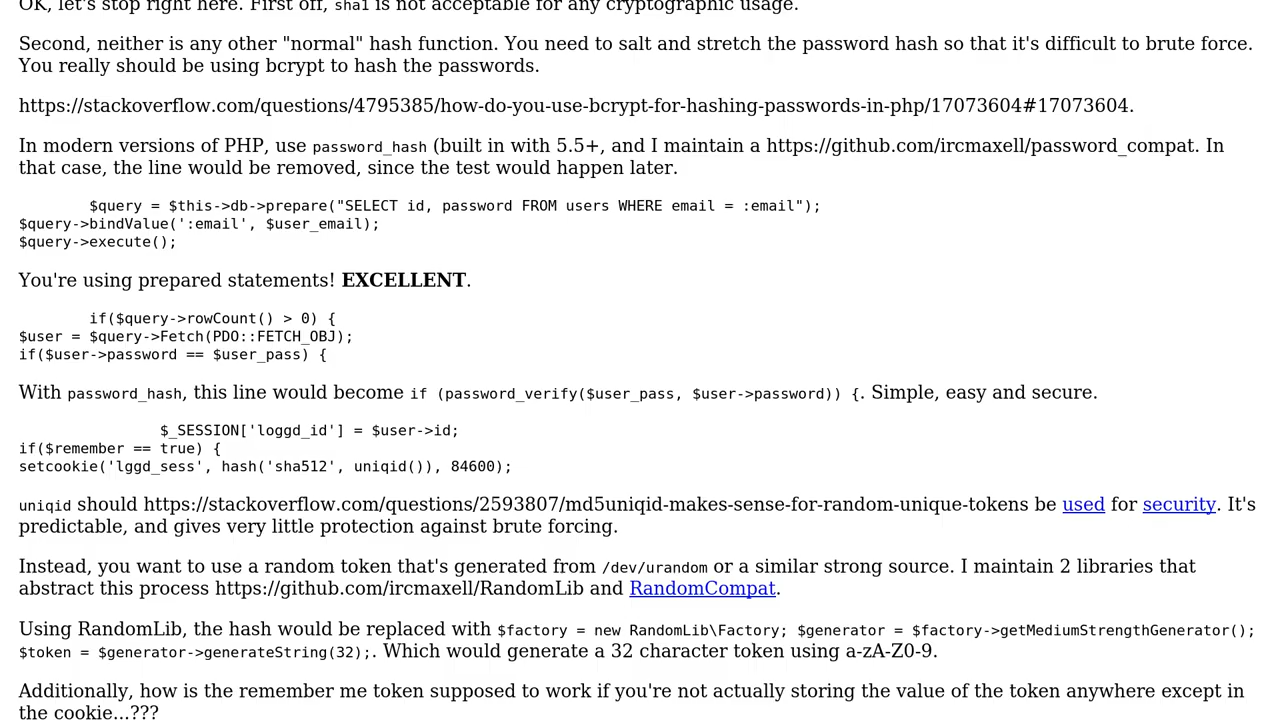 OK, let's stop right here. First off, sha1 is not acceptable for any cryptographic usage.
Second, neither is any other "normal" hash function. You need to salt and stretch the password hash so that it's difficult to brute force.
You really should be using bcrypt to hash the passwords.
https://stackoverflow.com/questions/4795385/how-do-you-use-bcrypt-for-hashing-passwords-in-php/17073604#17073604.
In modern versions of PHP, use password_hash (built in with 5.5+, and I maintain a https://github.com/ircmaxell/password_compat. In
that case, the line would be removed, since the test would happen later.
$query = $this->db->prepare("SELECT id, password FROM users WHERE email = :email");
$query->bindValue(':email', $user_email);
$query->execute();
You're using prepared statements! EXCELLENT.
if($query->rowCount() > 0) {
$user = $query->Fetch(PDO::FETCH_OBJ);
if($user->password == $user_pass) {
With password_hash, this line would become if (password_verify($user_pass, $user->password)) {. Simple, easy and secure.
$_SESSION['loggd_id'] = $user->id;
if($remember == true) {
setcookie('lggd_sess', hash('sha512', uniqid()), 84600);
uniqid should https://stackoverflow.com/questions/2593807/md5uniqid-makes-sense-for-random-unique-tokens be used for security. It's
predictable, and gives very little protection against brute forcing.
Instead, you want to use a random token that's generated from /dev/urandom or a similar strong source. I maintain 2 libraries that
abstract this process https://github.com/ircmaxell/RandomLib and RandomCompat.
Using RandomLib, the hash would be replaced with $factory = new RandomLib\Factory; $generator = $factory->getMediumStrengthGenerator();
$token = $generator->generateString(32);. Which would generate a 32 character token using a-zA-Z0-9.
Additionally, how is the remember me token supposed to work if you're not actually storing the value of the token anywhere except in
the cookie...???